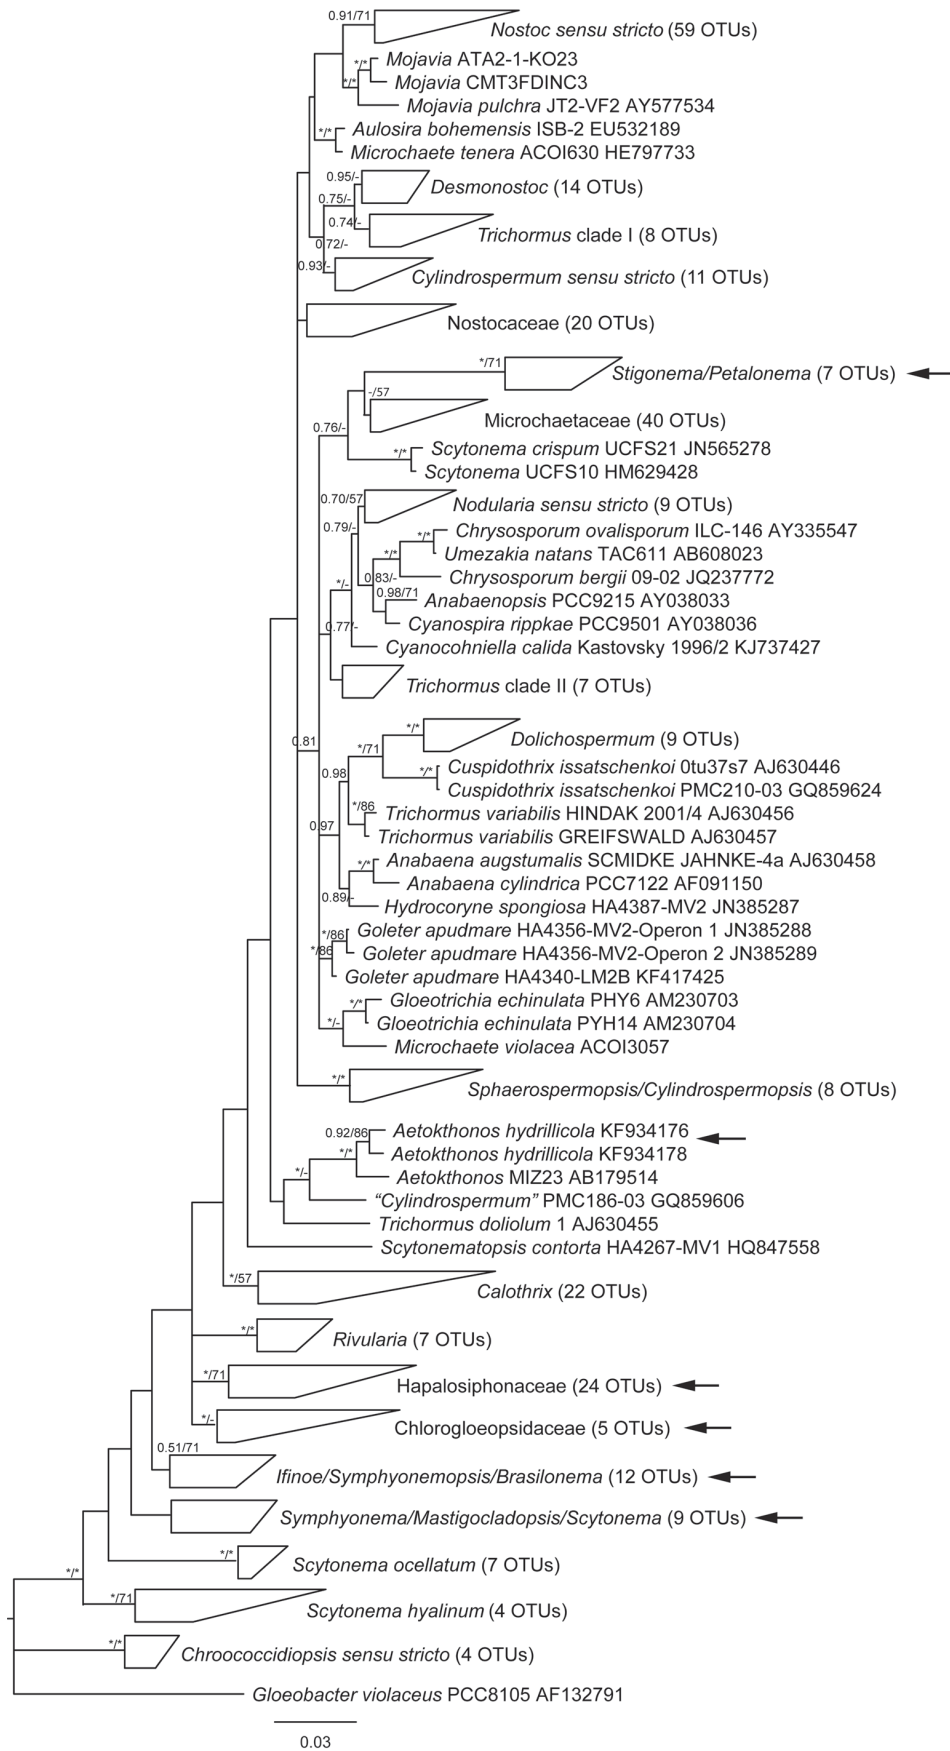 0.91/71
Nostoc sensu stricto (59 OTUs)
*/*
Mojavia ATA2-1-KO23
*/*
Mojavia CMT3FDINC3
Mojavia pulchra JT2-VF2 AY577534
*/*
Aulosira bohemensis ISB-2 EU532189
Microchaete tenera ACOI630 HE797733
0.95/-
Desmonostoc (14 OTUs)
0.75/-
0.74/-
Trichormus clade I (8 OTUs)
0.72/-
0.93/-
Cylindrospermum sensu stricto (11 OTUs)
Nostocaceae (20 OTUs)
*/71
Stigonema/Petalonema (7 OTUs)
-/57
Microchaetaceae (40 OTUs)
0.76/-
*/*
Scytonema crispum UCFS21 JN565278
Scytonema UCFS10 HM629428
0.70/57
Nodularia sensu stricto (9 OTUs)
0.79/-
*/*
Chrysosporum ovalisporum ILC-146 AY335547
*/*
Umezakia natans TAC611 AB608023
*/-
0.83/-
Chrysosporum bergii 09-02 JQ237772
0.98/71
Anabaenopsis PCC9215 AY038033
0.77/-
Cyanospira rippkae PCC9501 AY038036
Cyanocohniella calida Kastovsky 1996/2 KJ737427
Trichormus clade II (7 OTUs)
0.81
*/*
Dolichospermum (9 OTUs)
*/71
*/*
Cuspidothrix issatschenkoi 0tu37s7 AJ630446
0.98
Cuspidothrix issatschenkoi PMC210-03 GQ859624
*/86
Trichormus variabilis HINDAK 2001/4 AJ630456
0.97
Trichormus variabilis GREIFSWALD AJ630457
*/*
Anabaena augstumalis SCMIDKE JAHNKE-4a AJ630458
Anabaena cylindrica PCC7122 AF091150
0.89/-
Hydrocoryne spongiosa HA4387-MV2 JN385287
*/86
Goleter apudmare HA4356-MV2-Operon 1 JN385288
*/86
Goleter apudmare HA4356-MV2-Operon 2 JN385289
Goleter apudmare HA4340-LM2B KF417425
*/*
Gloeotrichia echinulata PHY6 AM230703
*/-
Gloeotrichia echinulata PYH14 AM230704
Microchaete violacea ACOI3057
*/*
Sphaerospermopsis/Cylindrospermopsis (8 OTUs)
0.92/86
Aetokthonos hydrillicola KF934176
*/*
Aetokthonos hydrillicola KF934178
*/-
Aetokthonos MIZ23 AB179514
“Cylindrospermum” PMC186-03 GQ859606
Trichormus doliolum 1 AJ630455
Scytonematopsis contorta HA4267-MV1 HQ847558
*/57
Calothrix (22 OTUs)
*/*
Rivularia (7 OTUs)
*/71
Hapalosiphonaceae (24 OTUs)
*/-
Chlorogloeopsidaceae (5 OTUs)
0.51/71
Ifinoe/Symphyonemopsis/Brasilonema (12 OTUs)
Symphyonema/Mastigocladopsis/Scytonema (9 OTUs)
*/*
Scytonema ocellatum (7 OTUs)
*/*
*/71
Scytonema hyalinum (4 OTUs)
*/*
Chroococcidiopsis sensu stricto (4 OTUs)
Gloeobacter violaceus PCC8105 AF132791
0.03